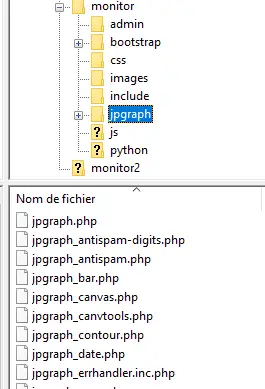 monitor
admin
bootstrap
css
images
include
jpgraph
js
python
monitor2
Nom de fichier
jpgraph.php
jpgraph_antispam-digits.php
jpgraph_antispam.php
jpgraph_bar.php
jpgraph_canvas.php
jpgraph_canvtools.php
jpgraph_contour.php
jpgraph_date.php
jpgraph_errhandler.inc.php